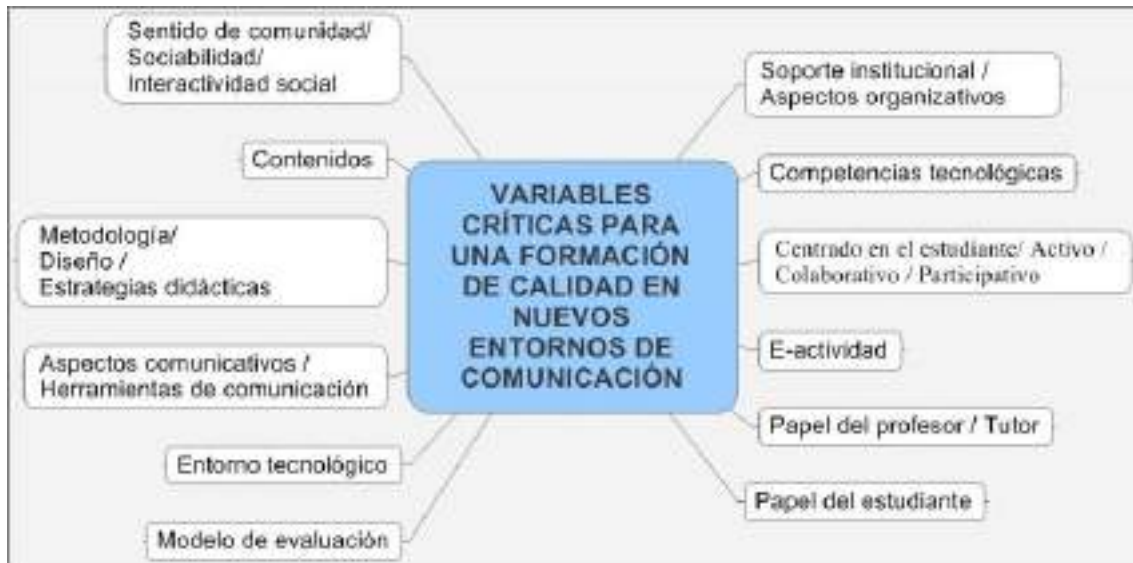 Sentido de comunidad/
Sociabilidad/
Interactividad social
Contenidos
Metodología/
Diseño /
Estrategias didácticas
Aspectos comunicativos /
Herramientas de comunicación
Entorno tecnológico
Modelo de evaluación
VARIABLES
CRÍTICAS PARA
UNA FORMACIÓN
DE CALIDAD EN
NUEVOS
ENTORNOS DE
COMUNICACIÓN
Soporte institucional /
Aspectos organizativos
Competencias tecnológicas
Centrado en el estudiante/ Activo /
Colaborativo / Participativo
E-actividad
Papel del profesor / Tutor
Papel del estudiante